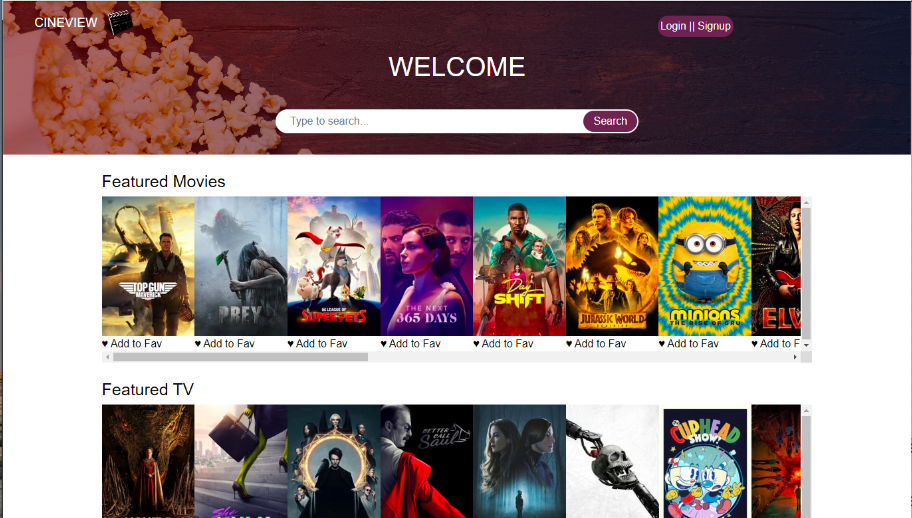 CINEVIEW
Login || Signup
WELCOME
Type to search...
Search
Featured Movies
TOP GUN
MAVERICK
PREY
DC LEAGUE OF
SUPER-PETS
THE NEXT
365 DAYS
Day
SHIFT
JURASSIC WORLD
MINIONS
THE RISE OF GRU
ELV
♥ Add to Fav
♥ Add to Fav
♥ Add to Fav
♥ Add to Fav
♥ Add to Fav
♥ Add to Fav
♥ Add to Fav
♥ Add to F
Featured TV
BETTER
CALL
Saul
THE
CUPHEAD
SHOW!
She